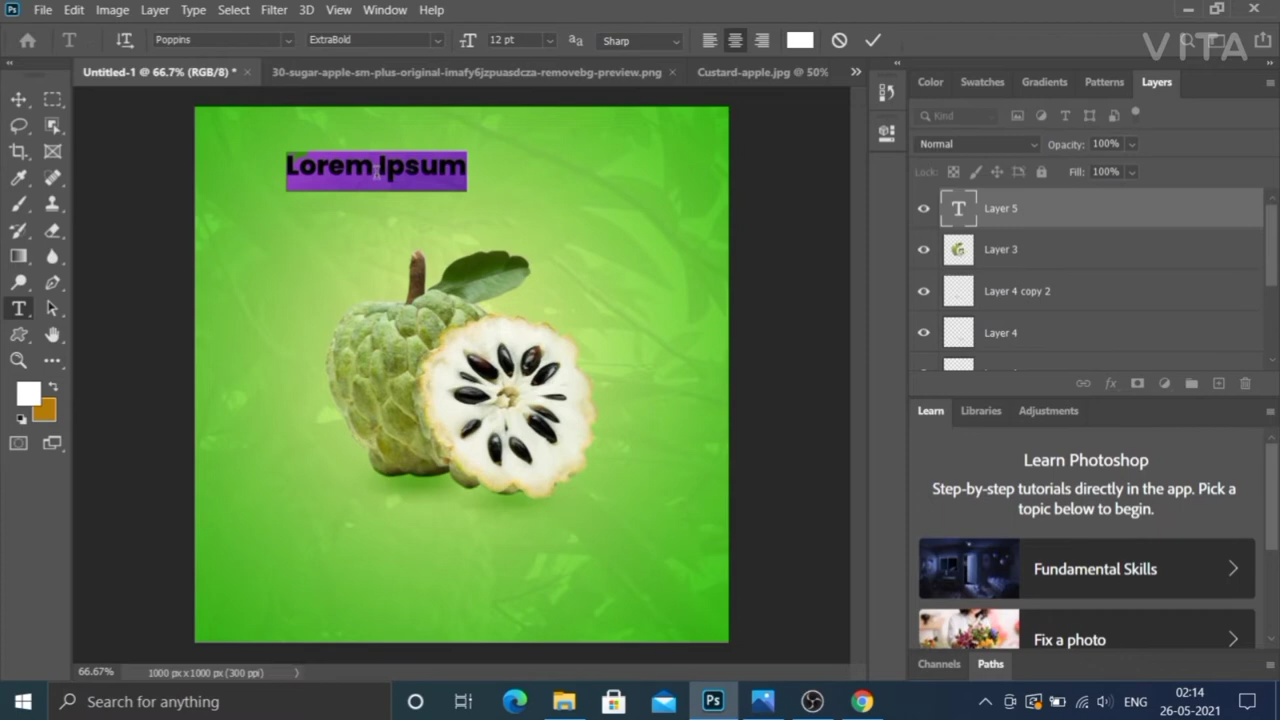 Ps File Edit Image Layer Type Select Filter 3D View Window Help
T Poppins ExtraBold 12 pt Sharp
VITA
Untitled-1 @ 66.7% (RGB/8) * 30-sugar-apple-sm-plus-original-imafy6jzpuasdcza-removebg-preview.png Custard-apple.jpg @ 50%
Color Swatches Gradients Patterns Layers
Kind
Normal Opacity: 100%
Lock: Fill: 100%
Lorem Ipsum
T Layer 5
Layer 3
Layer 4 copy 2
Layer 4
fx
Learn Libraries Adjustments
Learn Photoshop
Step-by-step tutorials directly in the app. Pick a
topic below to begin.
Fundamental Skills
Fix a photo
Channels Paths
66.67% 1000 px x 1000 px (300 ppi)
Search for anything
Ps
ENG
02:14
26-05-2021